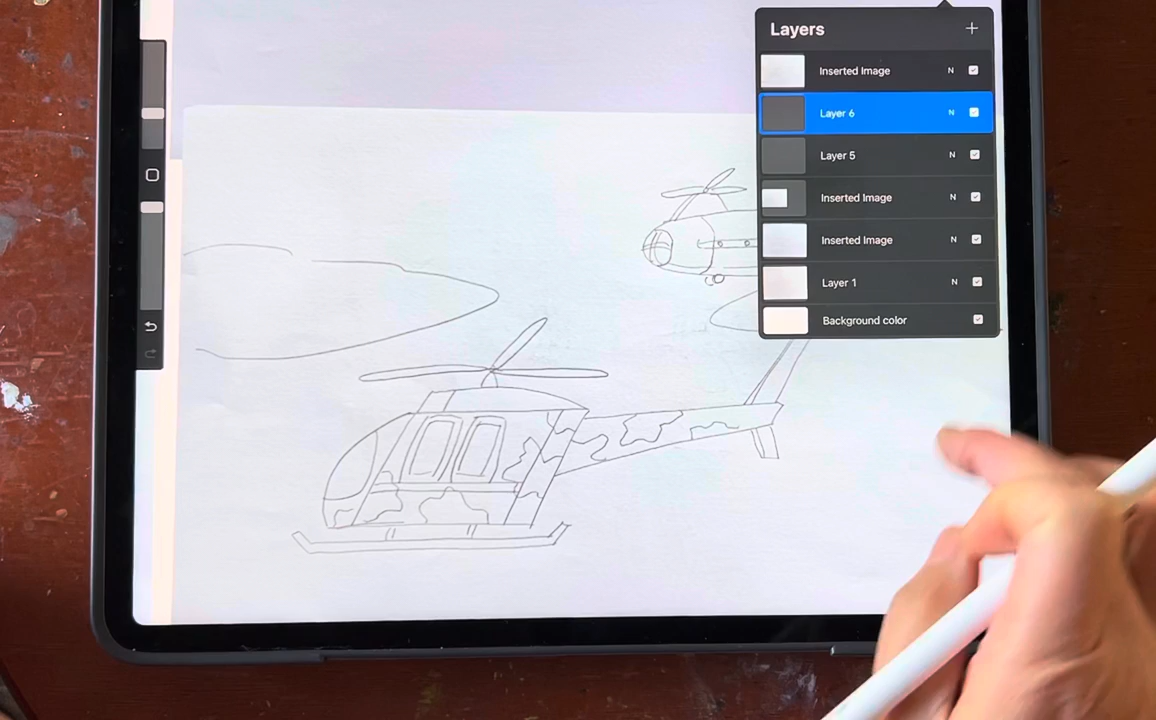 Layers +
Inserted Image N
Layer 6 N
Layer 5 N
Inserted Image N
Inserted Image N
Layer 1 N
Background color